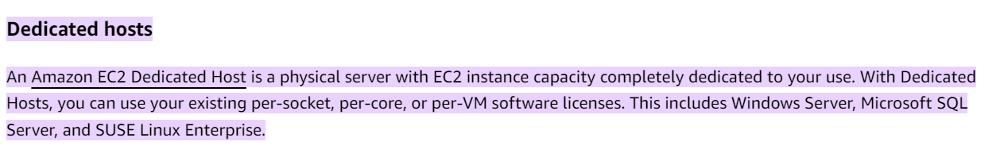 Dedicated hosts
An Amazon EC2 Dedicated Host is a physical server with EC2 instance capacity completely dedicated to your use. With Dedicated
Hosts, you can use your existing per-socket, per-core, or per-VM software licenses. This includes Windows Server, Microsoft SQL
Server, and SUSE Linux Enterprise.